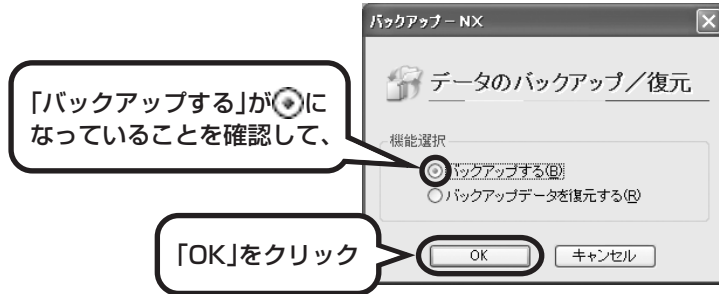 バックアップ-NX
データのバックアップ/復元
「バックアップする」が に
なっていることを確認して、
機能選択
バックアップする(B)
バックアップデータを復元する(R)
「OK」をクリック
OK
キャンセル